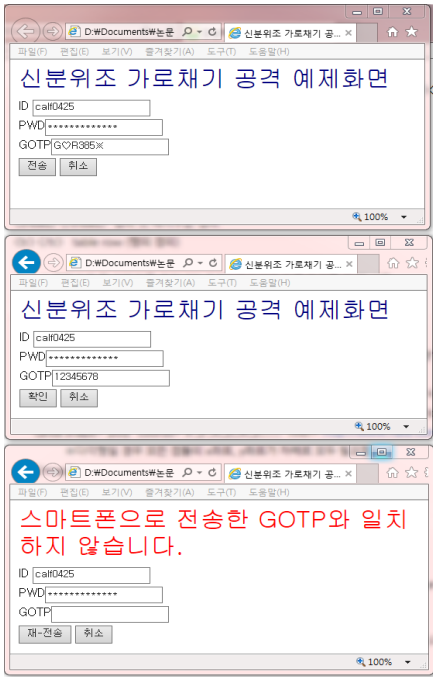 D:￦Documents￦논문
신분위조 가로채기 공...
파일(F) 편집(E) 보기(V) 즐겨찾기(A) 도구(T) 도움말(H)
신분위조 가로채기 공격 예제화면
ID calf0425
PWD •••••••••••••
GOTP G♡R385※
전송 취소
100%
D:￦Documents￦논문
신분위조 가로채기 공...
파일(F) 편집(E) 보기(V) 즐겨찾기(A) 도구(T) 도움말(H)
신분위조 가로채기 공격 예제화면
ID calf0425
PWD •••••••••••••
GOTP 12345678
확인 취소
100%
D:￦Documents￦논문
신분위조 가로채기 공...
파일(F) 편집(E) 보기(V) 즐겨찾기(A) 도구(T) 도움말(H)
스마트폰으로 전송한 GOTP와 일치
하지 않습니다.
ID calf0425
PWD •••••••••••••
GOTP
재-전송 취소
100%